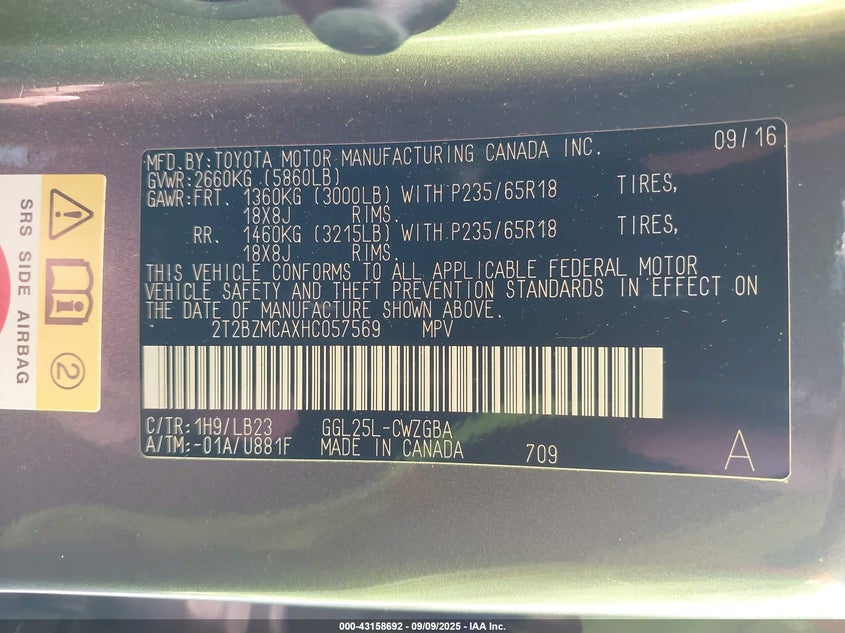 09/16
MFD. BY: TOYOTA MOTOR MANUFACTURING CANADA INC.
GVWR: 2660KG (5860LB)
GAWR: FRT. 1360KG (3000LB) WITH P235/65R18 TIRES,
18X8J RIMS.
RR. 1460KG (3215LB) WITH P235/65R18 TIRES,
18X8J RIMS.
THIS VEHICLE CONFORMS TO ALL APPLICABLE FEDERAL MOTOR
VEHICLE SAFETY AND THEFT PREVENTION STANDARDS IN EFFECT ON
THE DATE OF MANUFACTURE SHOWN ABOVE.
2T2BZMCAXHC057569 MPV
C/TR: 1H9/LB23 GGL25L-CWZGBA
A/TM: -01A/U881F MADE IN CANADA 709 A
SRS SIDE AIRBAG
2
000-43158692 - 09/09/2025 - IAA Inc.